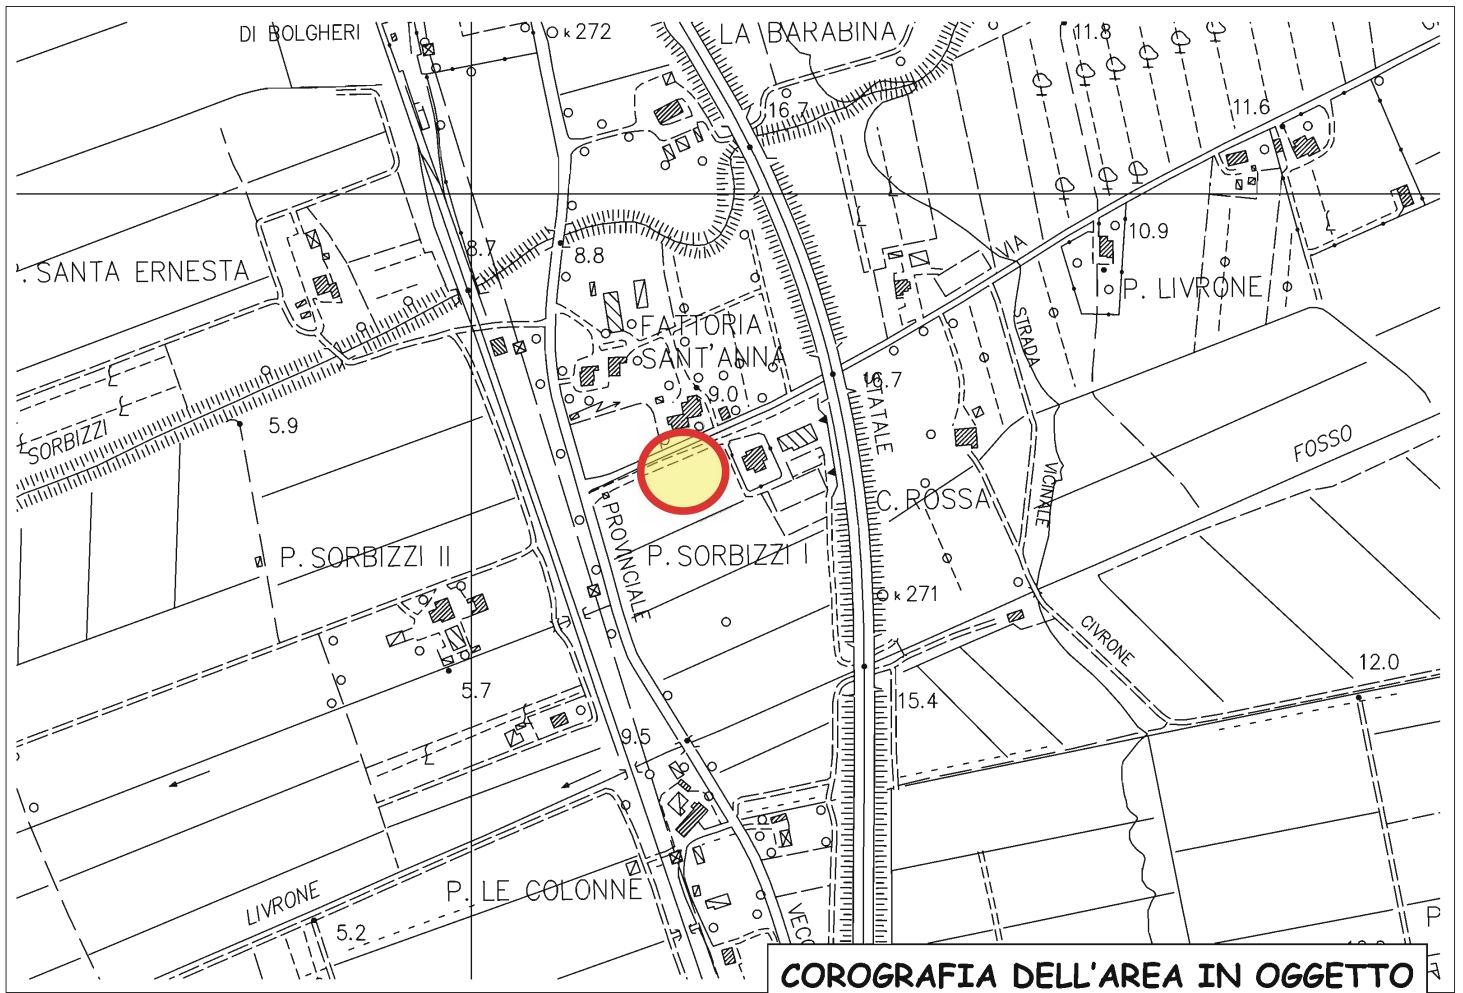 DI BOLGHERI
k 272
LA BARABINA
11.8
16.7
11.6
8.7
8.8
10.9
VIA
. SANTA ERNESTA
P. LIVRONE
FATTORIA
SANT'ANNA
STRADA
16.7
9.0
STATALE
SORBIZZI
5.9
FOSSO
C. ROSSA
VICINALE
PROVINCIALE
P. SORBIZZI II
P. SORBIZZI I
k 271
CIVRONE
12.0
5.7
15.4
9.5
LIVRONE
P. LE COLONNE
5.2
VECC
P
COROGRAFIA DELL'AREA IN OGGETTO